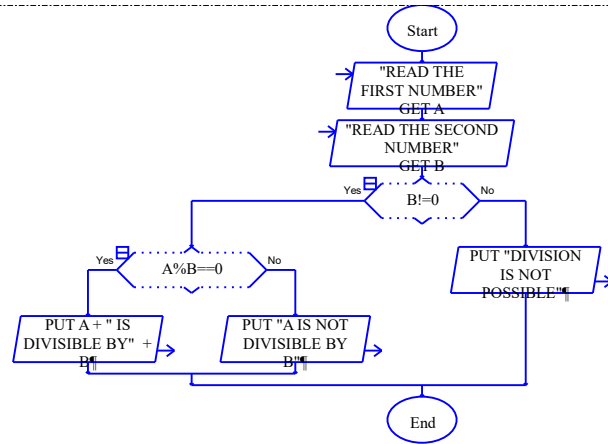 Start
"READ THE
FIRST NUMBER"
GET A
"READ THE SECOND
NUMBER"
GET B
Yes
B!=0
No
Yes
A%B==0
No
PUT "DIVISION
IS NOT
POSSIBLE"¶
PUT A + " IS
DIVISIBLE BY" +
B¶
PUT "A IS NOT
DIVISIBLE BY
B"¶
End